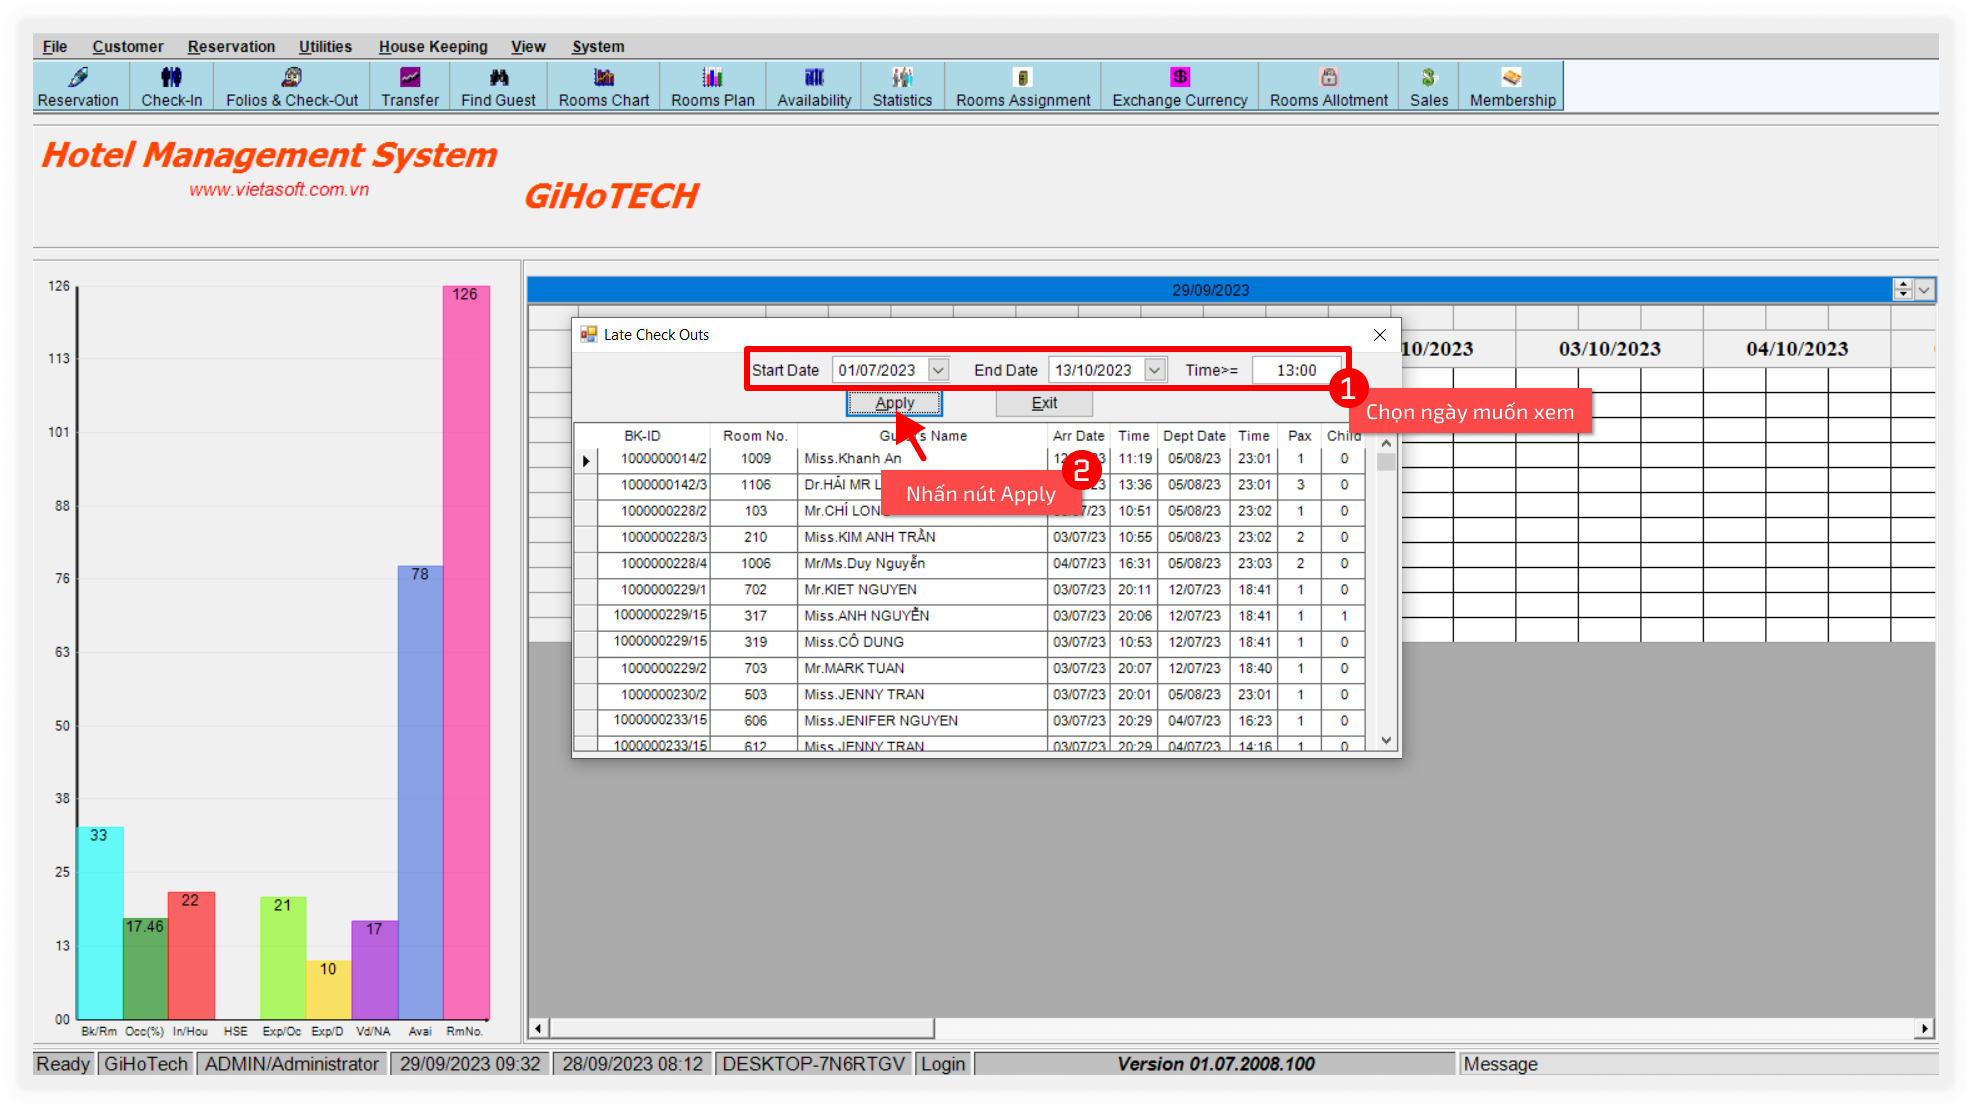 File Customer Reservation Utilities House Keeping View System
Reservation Check-In Folios & Check-Out Transfer Find Guest Rooms Chart Rooms Plan Availability Statistics Rooms Assignment Exchange Currency Rooms Allotment Sales Membership
Hotel Management System
www.vietasoft.com.vn
GiHoTECH
29/09/2023
10/2023 03/10/2023 04/10/2023
Late Check Outs
Start Date 01/07/2023 End Date 13/10/2023 Time>= 13:00
1
Chọn ngày muốn xem
Apply Exit
BK-ID Room No. Name Arr Date Time Dept Date Time Pax Child
1000000014/2 1009 Miss.Khanh An 11:19 05/08/23 23:01 1 0
1000000142/3 1106 Dr.HẢI MR 13:36 05/08/23 23:01 3 0
2
Nhấn nút Apply
1000000228/2 103 Mr.CHÍ 10:51 05/08/23 23:02 1 0
1000000228/3 210 Miss.KIM ANH TRẦN 03/07/23 10:55 05/08/23 23:02 2 0
1000000228/4 1006 Mr/Ms.Duy Nguyễn 04/07/23 16:31 05/08/23 23:03 2 0
1000000229/1 702 Mr.KIET NGUYEN 03/07/23 20:11 12/07/23 18:41 1 0
1000000229/15 317 Miss.ANH NGUYỄN 03/07/23 20:06 12/07/23 18:41 1 1
1000000229/15 319 Miss.CÔ DUNG 03/07/23 10:53 12/07/23 18:41 1 0
1000000229/2 703 Mr.MARK TUAN 03/07/23 20:07 12/07/23 18:40 1 0
1000000230/2 503 Miss.JENNY TRAN 03/07/23 20:01 05/08/23 23:01 1 0
1000000233/15 606 Miss.JENIFER NGUYEN 03/07/23 20:29 04/07/23 16:23 1 0
1000000233/15 612 Miss.JENNY TRAN 03/07/23 20:29 04/07/23 14:16 1 0
126
113
101
88
76
63
50
38
25
13
00
33
17.46
22
21
10
17
78
126
Bk/Rm Occ(%) In/Hou HSE Exp/Oc Exp/D Vd/NA Avai RmNo.
Ready GiHoTech ADMIN/Administrator 29/09/2023 09:32 28/09/2023 08:12 DESKTOP-7N6RTGV Login Version 01.07.2008.100 Message